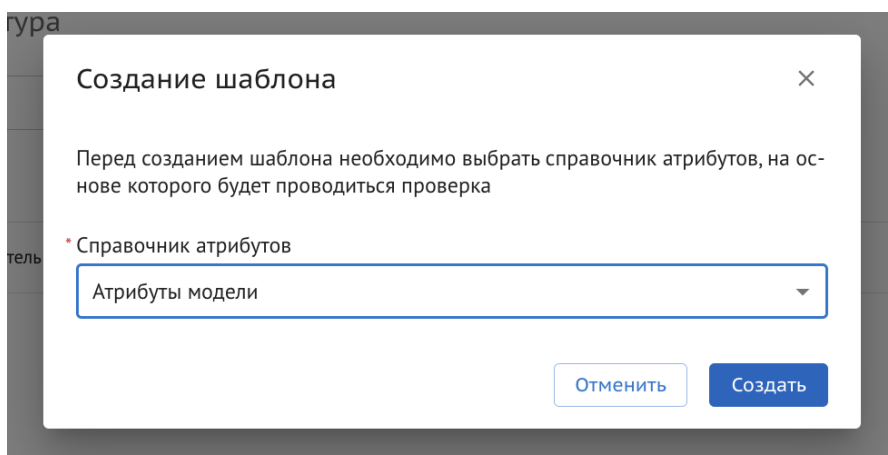 тура
Создание шаблона
Перед созданием шаблона необходимо выбрать справочник атрибутов, на ос-
нове которого будет проводиться проверка
* Справочник атрибутов
тель
Атрибуты модели
Отменить
Создать